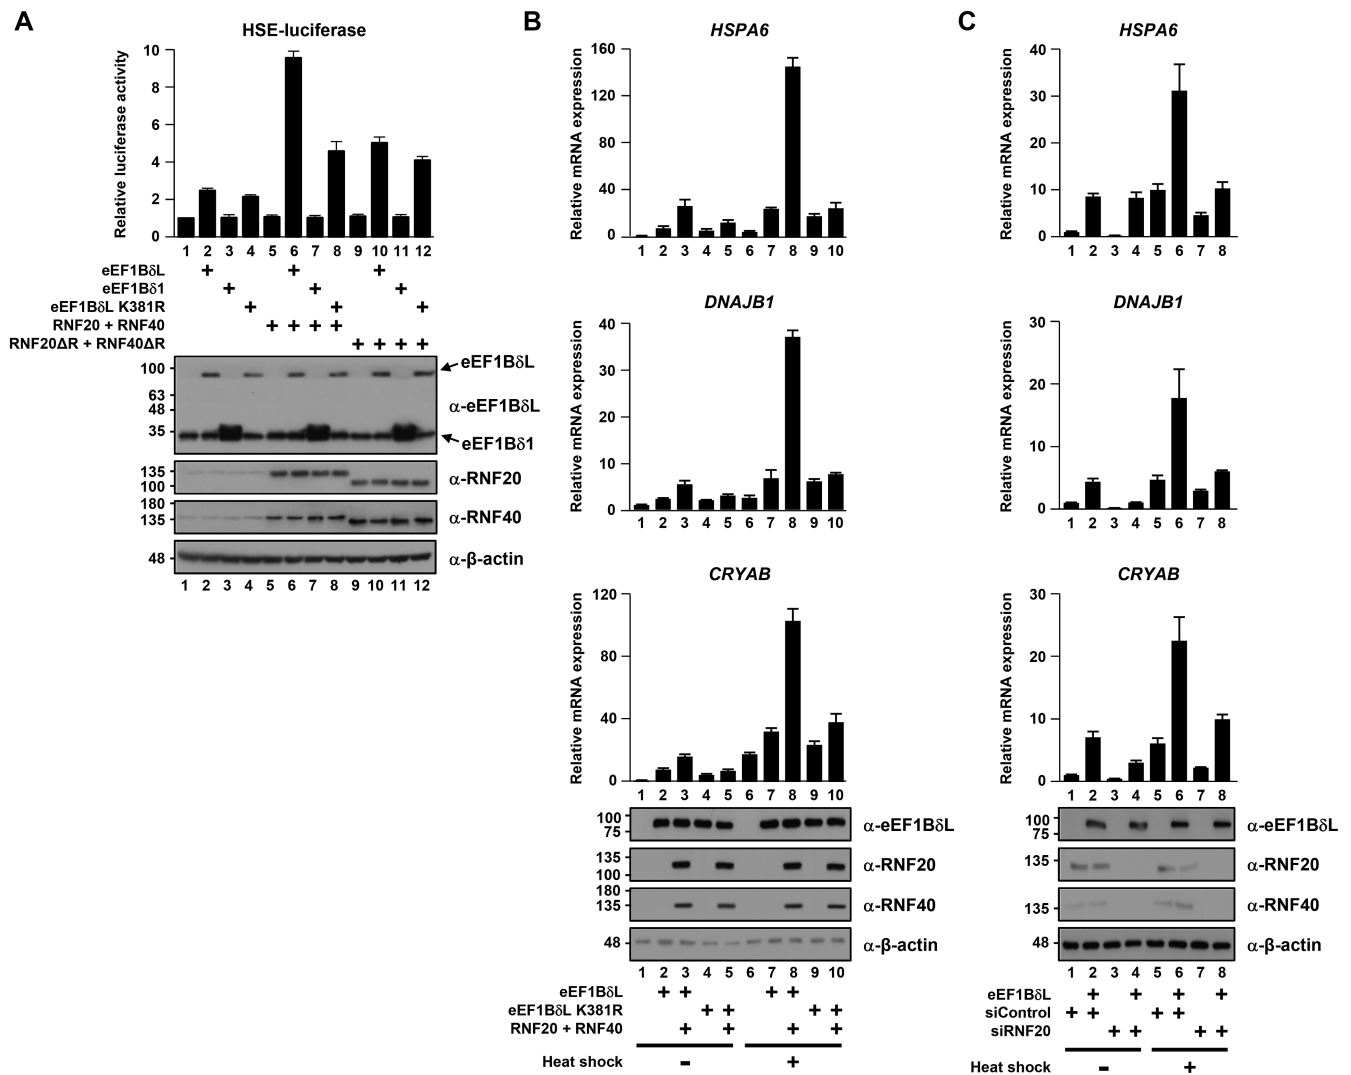 A
HSE-luciferase
Relative luciferase activity
10
8
6
4
2
0
1 2 3 4 5 6 7 8 9 10 11 12
eEF1BδL + + +
eEF1Bδ1 + + +
eEF1BδL K381R + + +
RNF20 + RNF40 + + + +
RNF20ΔR + RNF40ΔR + + + +
100
63
48
35
eEF1BδL
α-eEF1BδL
eEF1Bδ1
135
100
α-RNF20
180
135
α-RNF40
48
α-β-actin
1 2 3 4 5 6 7 8 9 10 11 12
B
HSPA6
Relative mRNA expression
160
120
80
40
0
1 2 3 4 5 6 7 8 9 10
DNAJB1
Relative mRNA expression
40
30
20
10
0
1 2 3 4 5 6 7 8 9 10
CRYAB
Relative mRNA expression
120
80
40
0
1 2 3 4 5 6 7 8 9 10
100
75
α-eEF1BδL
135
100
α-RNF20
180
135
α-RNF40
48
α-β-actin
1 2 3 4 5 6 7 8 9 10
eEF1BδL + + + +
eEF1BδL K381R + + + +
RNF20 + RNF40 + + + +
Heat shock - +
C
HSPA6
Relative mRNA expression
40
30
20
10
0
1 2 3 4 5 6 7 8
DNAJB1
Relative mRNA expression
30
20
10
0
1 2 3 4 5 6 7 8
CRYAB
Relative mRNA expression
30
20
10
0
1 2 3 4 5 6 7 8
100
75
α-eEF1BδL
135
α-RNF20
135
α-RNF40
48
α-β-actin
1 2 3 4 5 6 7 8
eEF1BδL + + + +
siControl + + + +
siRNF20 + + + +
Heat shock - +